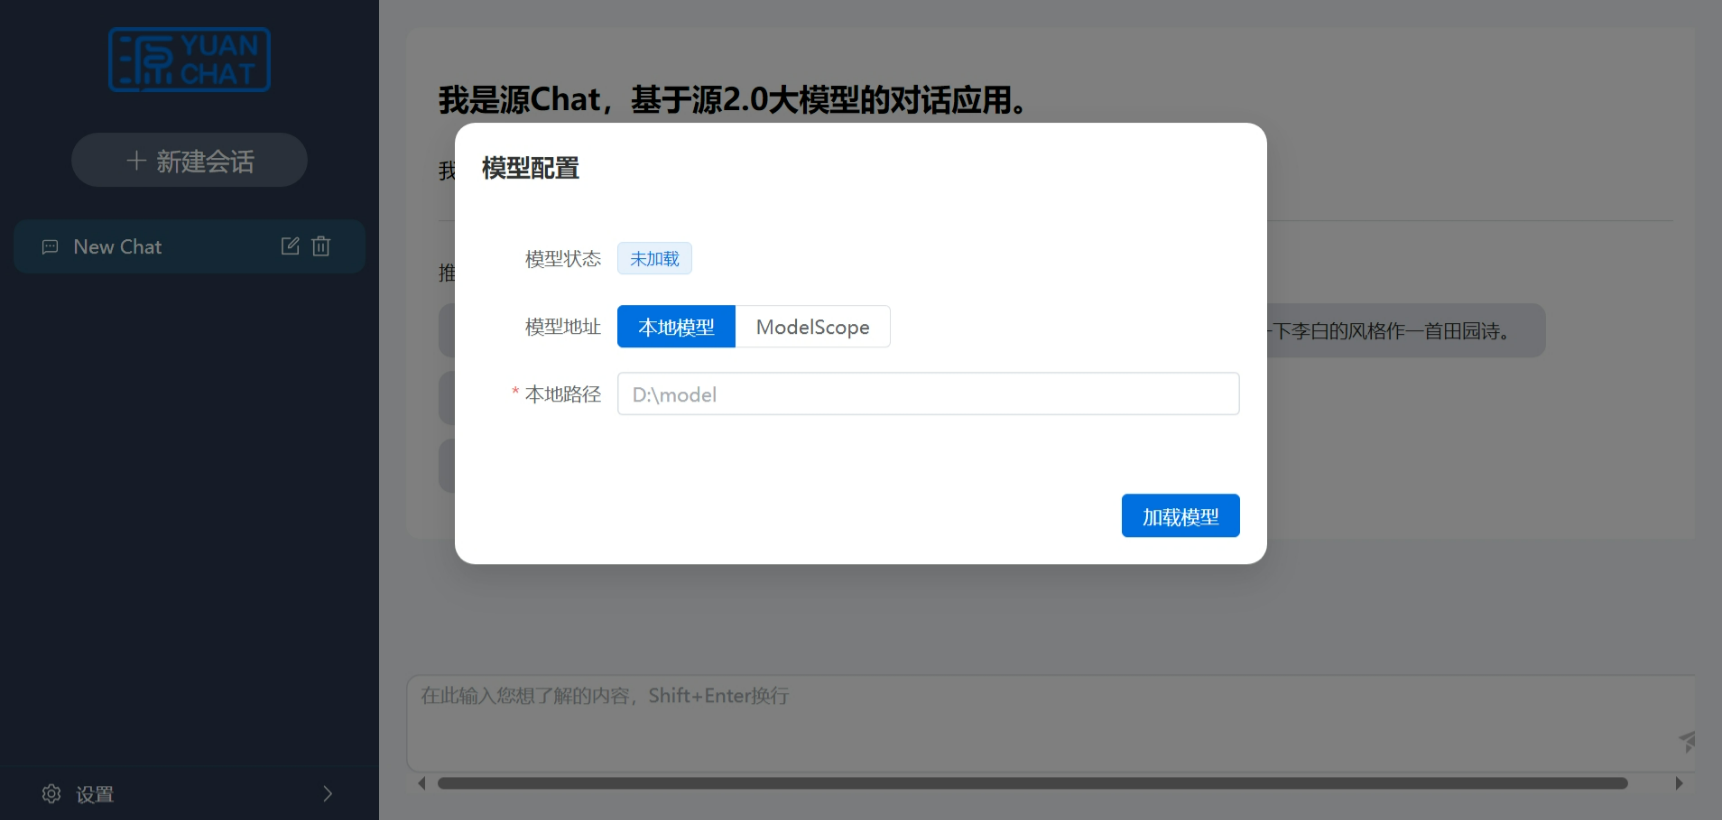 源 YUAN CHAT
+ 新建会话
New Chat
设置
我是源Chat，基于源2.0大模型的对话应用。
我
推
一下李白的风格作一首田园诗。
模型配置
模型状态 未加载
模型地址 本地模型 ModelScope
* 本地路径 D:\model
加载模型
在此输入您想了解的内容，Shift+Enter换行